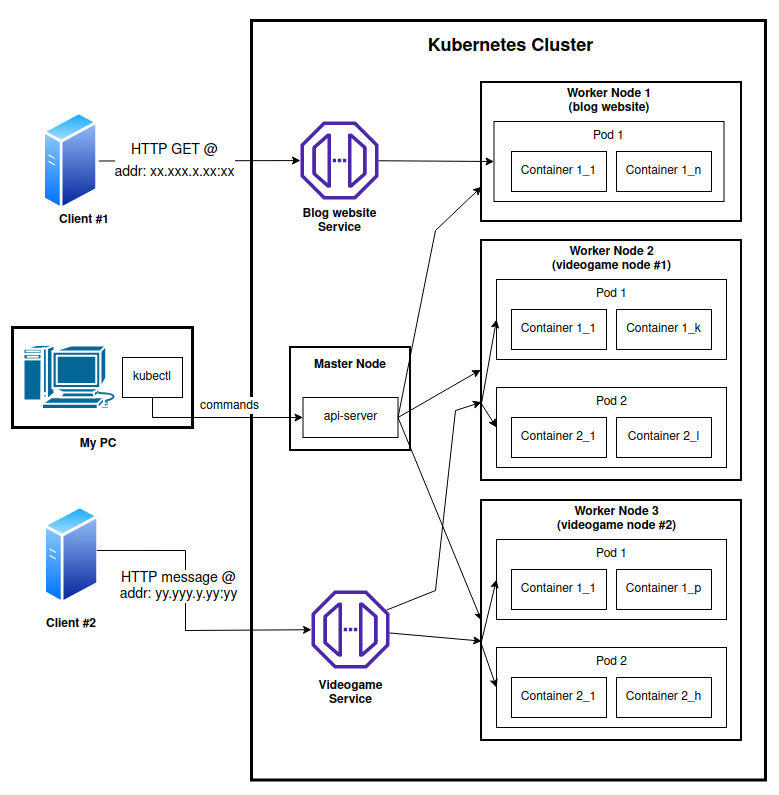 Kubernetes Cluster
HTTP GET @
addr: xx.xxx.x.xx:xx
Client #1
Blog website
Service
Worker Node 1
(blog website)
Pod 1
Container 1_1
Container 1_n
Worker Node 2
(videogame node #1)
Pod 1
Container 1_1
Container 1_k
Pod 2
Container 2_1
Container 2_l
kubectl
My PC
commands
Master Node
api-server
HTTP message @
addr: yy.yyy.y.yy:yy
Client #2
Videogame
Service
Worker Node 3
(videogame node #2)
Pod 1
Container 1_1
Container 1_p
Pod 2
Container 2_1
Container 2_h